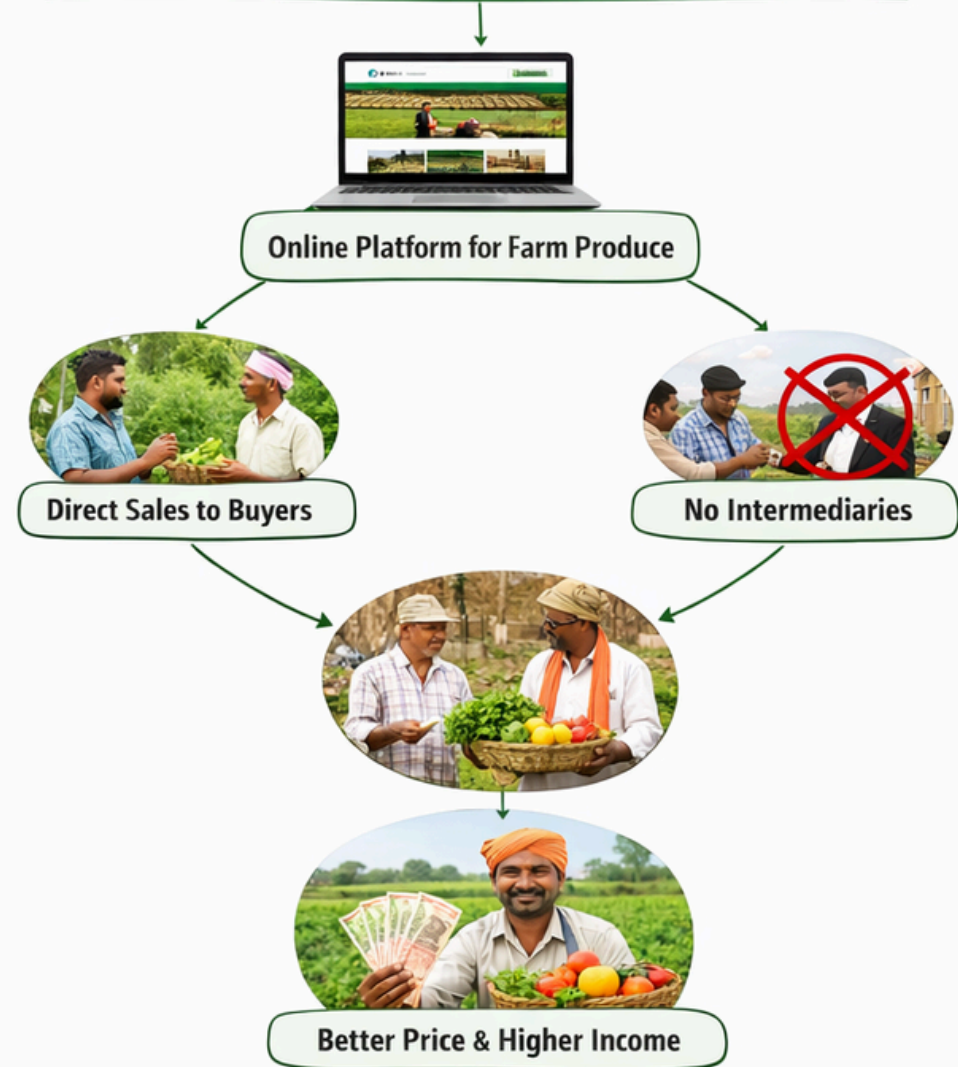 Online Platform for Farm Produce
Direct Sales to Buyers
No Intermediaries
Better Price & Higher Income